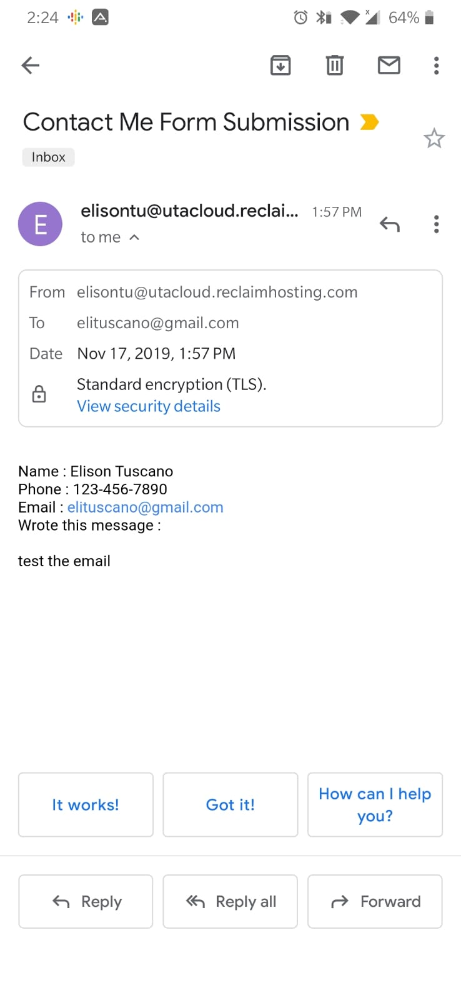 2:24 64%
Contact Me Form Submission
Inbox
E
elisontu@utacloud.reclai... 1:57 PM
to me
From elisontu@utacloud.reclaimhosting.com
To elituscano@gmail.com
Date Nov 17, 2019, 1:57 PM
Standard encryption (TLS).
View security details
Name : Elison Tuscano
Phone : 123-456-7890
Email : elituscano@gmail.com
Wrote this message :
test the email
It works! Got it! How can I help
you?
Reply Reply all Forward